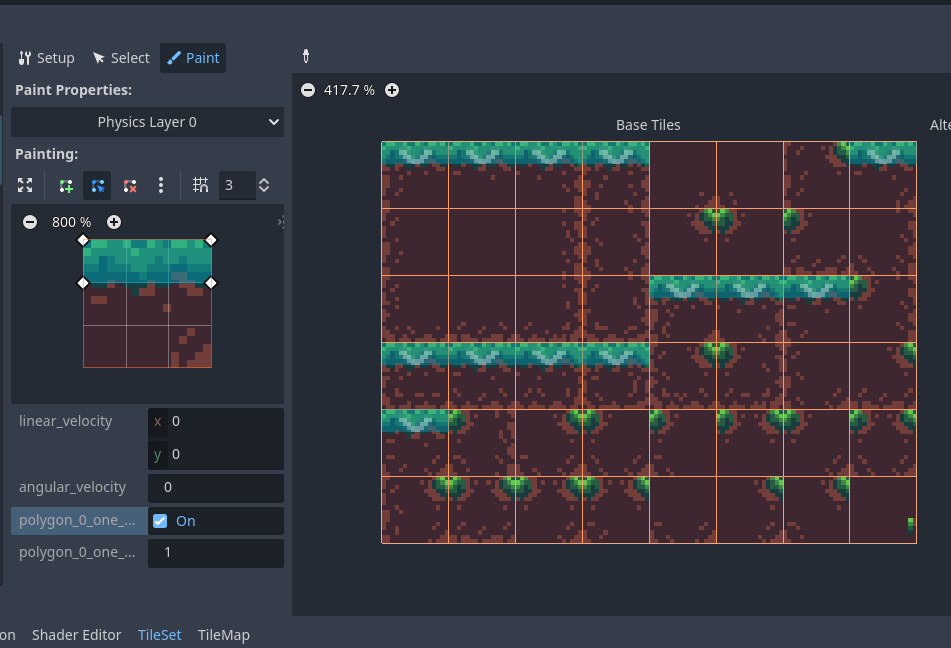 Setup Select Paint
Paint Properties:
Physics Layer 0
Painting:
3
800 %
linear_velocity x 0
y 0
angular_velocity 0
polygon_0_one_... On
polygon_0_one_... 1
417.7 %
Base Tiles Alte
on Shader Editor TileSet TileMap